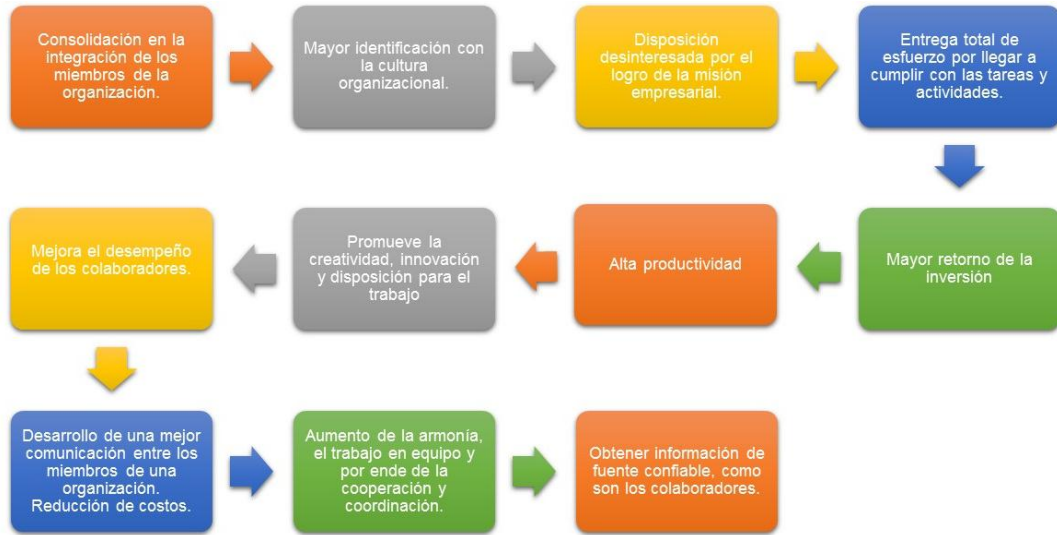 Consolidación en la
integración de los
miembros de la
organización.
Mayor identificación con
la cultura
organizacional.
Disposición
desinteresada por el
logro de la misión
empresarial.
Entrega total de
esfuerzo por llegar a
cumplir con las tareas y
actividades.
Mayor retorno de la
inversión
Alta productividad
Promueve la
creatividad, innovación
y disposición para el
trabajo
Mejora el desempeño
de los colaboradores.
Desarrollo de una mejor
comunicación entre los
miembros de una
organización.
Reducción de costos.
Aumento de la armonía,
el trabajo en equipo y
por ende de la
cooperación y
coordinación.
Obtener información de
fuente confiable, como
son los colaboradores.